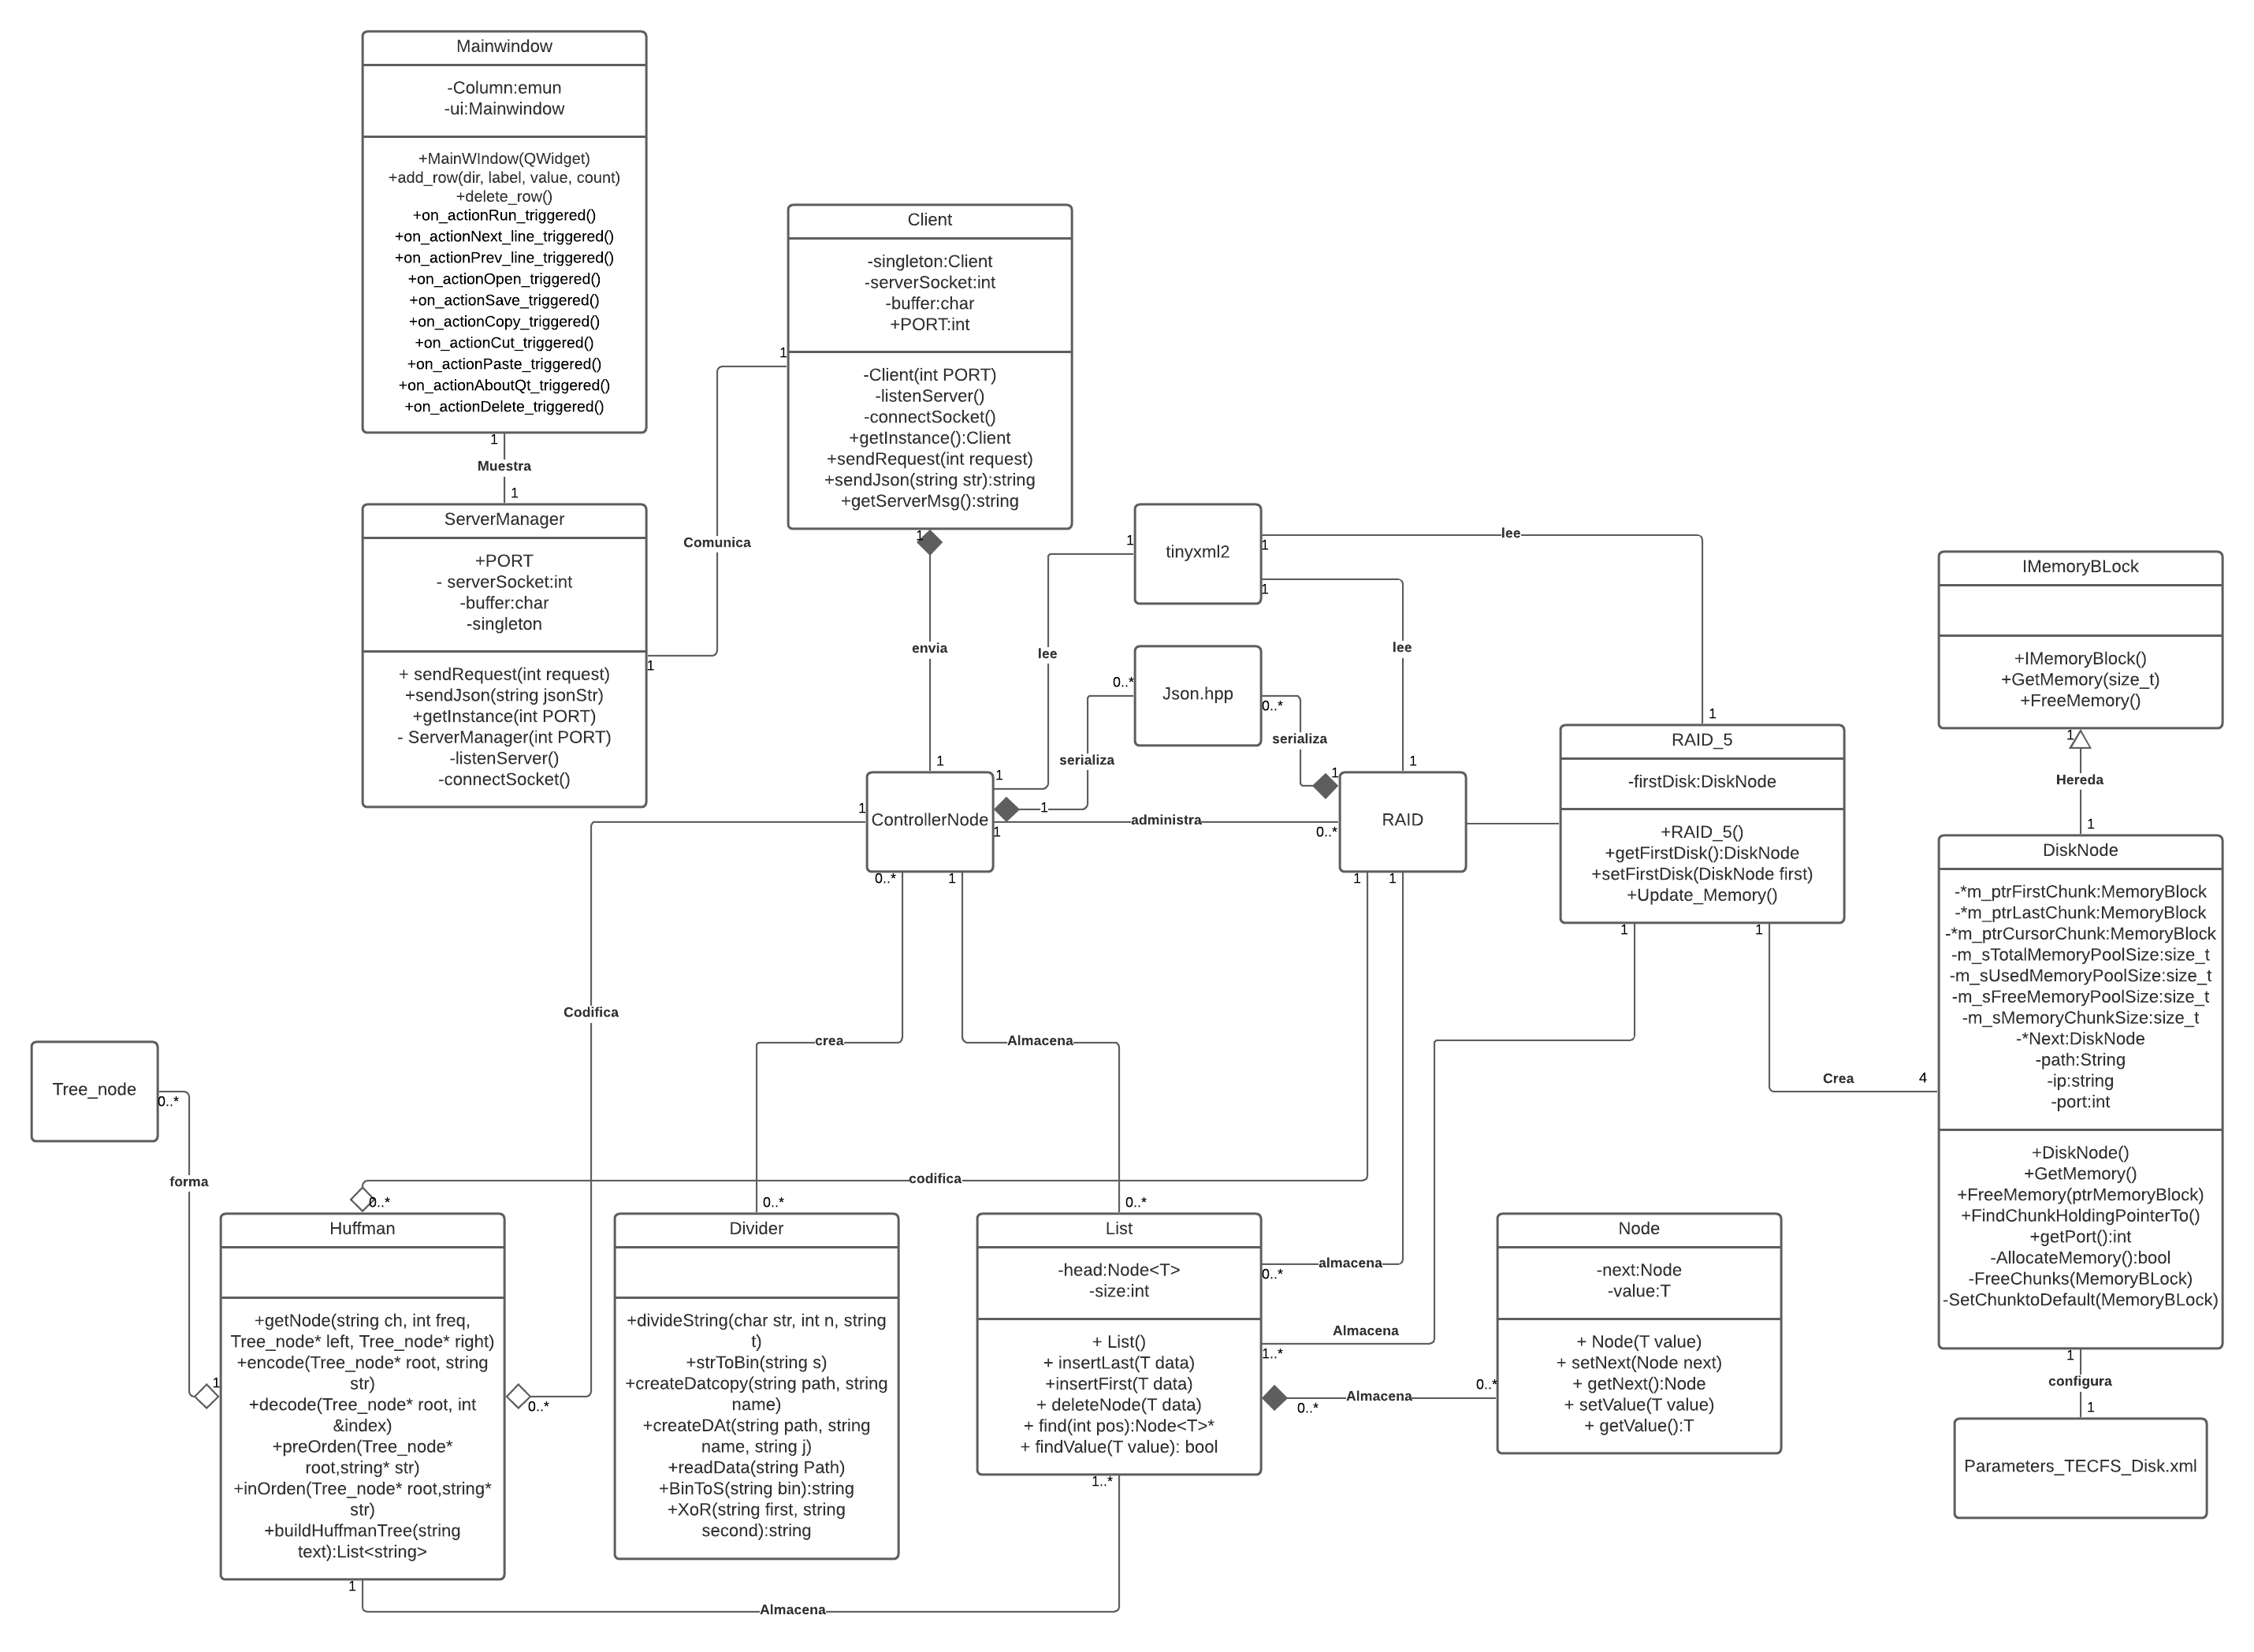 Mainwindow
-Column:emun
-ui:Mainwindow
+MainWIndow(QWidget)
+add_row(dir, label, value, count)
+delete_row()
+on_actionRun_triggered()
+on_actionNext_line_triggered()
+on_actionPrev_line_triggered()
+on_actionOpen_triggered()
+on_actionSave_triggered()
+on_actionCopy_triggered()
+on_actionCut_triggered()
+on_actionPaste_triggered()
+on_actionAboutQt_triggered()
+on_actionDelete_triggered()
1
Muestra
1
ServerManager
+PORT
- serverSocket:int
-buffer:char
-singleton
+ sendRequest(int request)
+sendJson(string jsonStr)
+getInstance(int PORT)
- ServerManager(int PORT)
-listenServer()
-connectSocket()
1
Comunica
1
Client
-singleton:Client
-serverSocket:int
-buffer:char
+PORT:int
-Client(int PORT)
-listenServer()
-connectSocket()
+getInstance():Client
+sendRequest(int request)
+sendJson(string str):string
+getServerMsg():string
1
envia
1
tinyxml2
1
lee
1
1
lee
1
1
lee
1
Json.hpp
0..*
serializa
1
0..*
serializa
1
ControllerNode
1
administra
0..*
RAID
RAID_5
-firstDisk:DiskNode
+RAID_5()
+getFirstDisk():DiskNode
+setFirstDisk(DiskNode first)
+Update_Memory()
IMemoryBLock
+IMemoryBlock()
+GetMemory(size_t)
+FreeMemory()
1
Hereda
1
DiskNode
-*m_ptrFirstChunk:MemoryBlock
-*m_ptrLastChunk:MemoryBlock
-*m_ptrCursorChunk:MemoryBlock
-m_sTotalMemoryPoolSize:size_t
-m_sUsedMemoryPoolSize:size_t
-m_sFreeMemoryPoolSize:size_t
-m_sMemoryChunkSize:size_t
-*Next:DiskNode
-path:String
-ip:string
-port:int
+DiskNode()
+GetMemory()
+FreeMemory(ptrMemoryBlock)
+FindChunkHoldingPointerTo()
+getPort():int
-AllocateMemory():bool
-FreeChunks(MemoryBLock)
-SetChunktoDefault(MemoryBLock)
1
configura
1
Parameters_TECFS_Disk.xml
1
Crea
4
1
Codifica
0..*
0..*
crea
0..*
1
Almacena
0..*
1
codifica
0..*
1
almacena
0..*
1
Almacena
1..*
Tree_node
0..*
forma
1
Huffman
+getNode(string ch, int freq,
Tree_node* left, Tree_node* right)
+encode(Tree_node* root, string
str)
+decode(Tree_node* root, int
&index)
+preOrden(Tree_node*
root,string* str)
+inOrden(Tree_node* root,string*
str)
+buildHuffmanTree(string
text):List<string>
Divider
+divideString(char str, int n, string
t)
+strToBin(string s)
+createDatcopy(string path, string
name)
+createDAt(string path, string
name, string j)
+readData(string Path)
+BinToS(string bin):string
+XoR(string first, string
second):string
List
-head:Node<T>
-size:int
+ List()
+ insertLast(T data)
+insertFirst(T data)
+ deleteNode(T data)
+ find(int pos):Node<T>*
+ findValue(T value): bool
0..*
Almacena
0..*
Node
-next:Node
-value:T
+ Node(T value)
+ setNext(Node next)
+ getNext():Node
+ setValue(T value)
+ getValue():T
1
Almacena
1..*